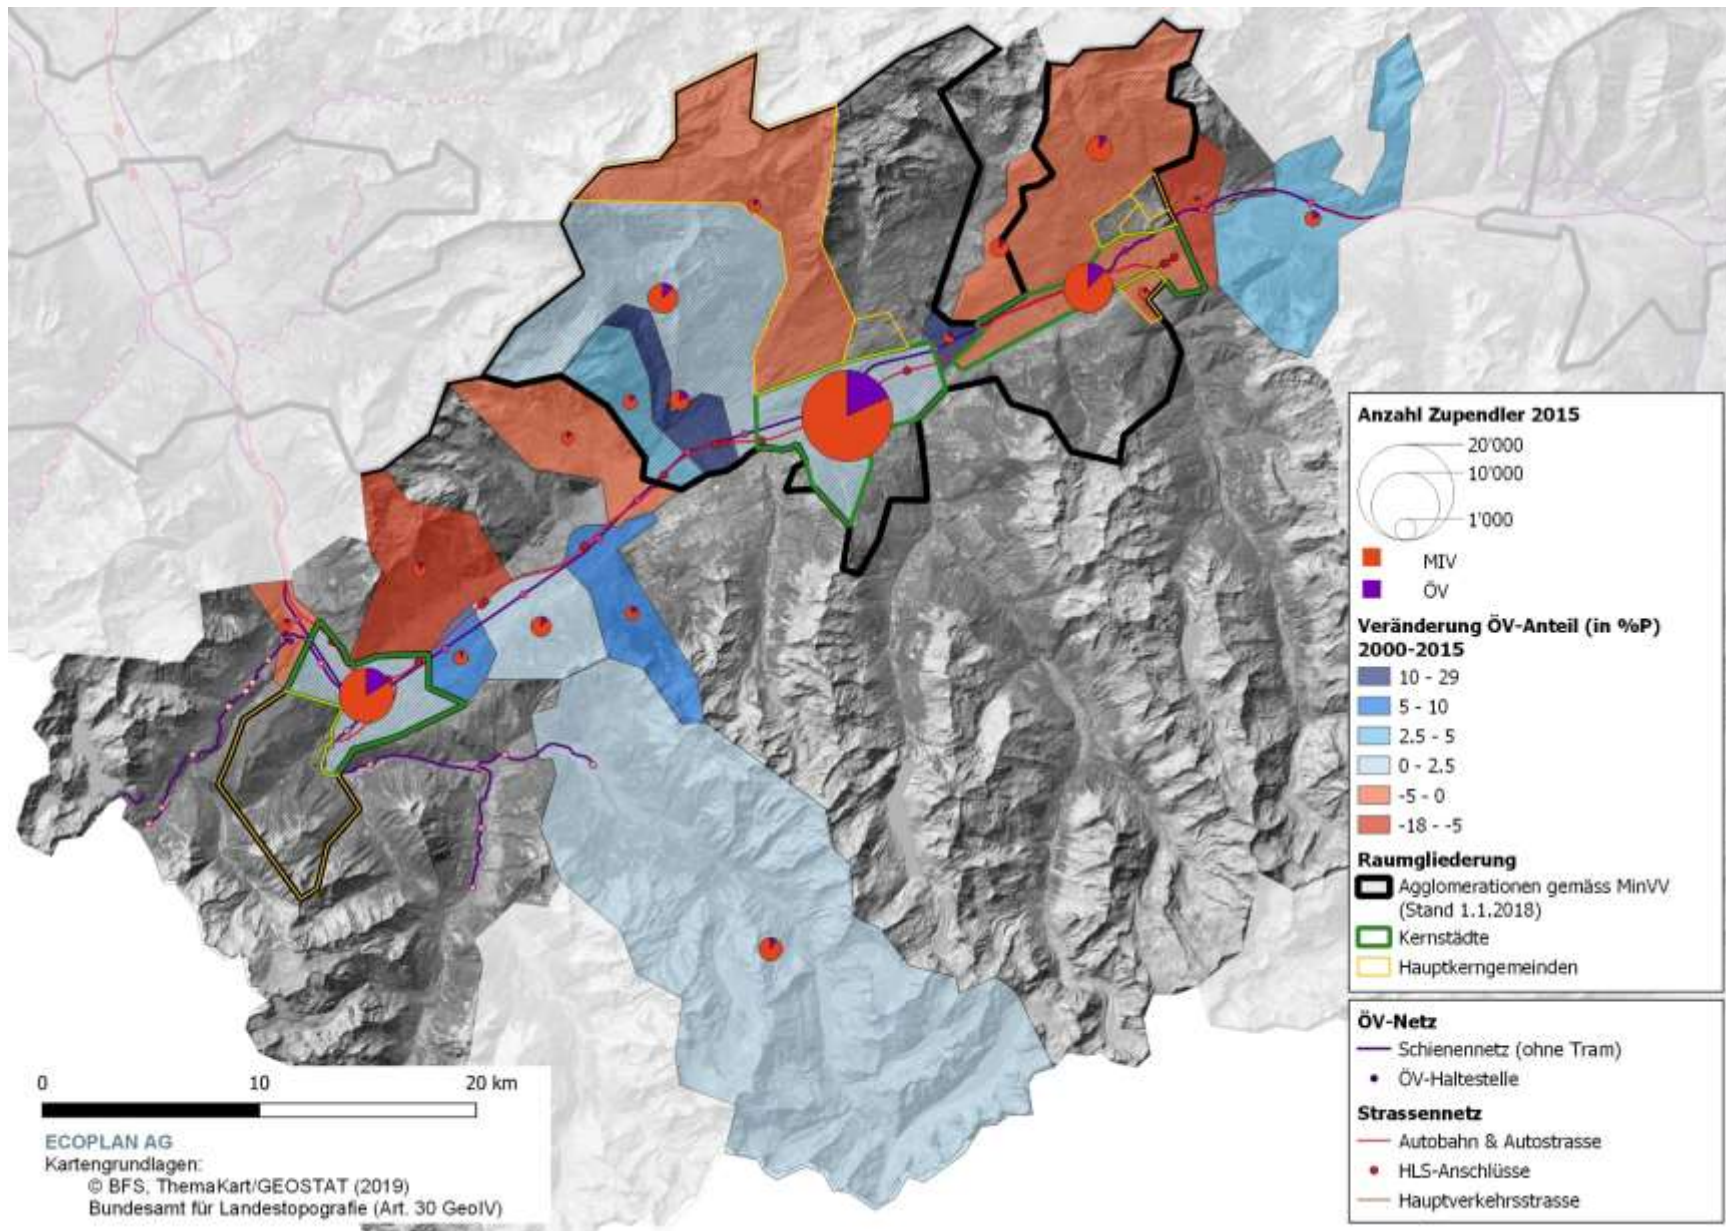 Anzahl Zupendler 2015
20'000
10'000
1'000
MIV
ÖV
Veränderung ÖV-Anteil (in %P)
2000-2015
10 - 29
5 - 10
2.5 - 5
0 - 2.5
-5 - 0
-18 - -5
Raumgliederung
Agglomerationen gemäss MinVV
(Stand 1.1.2018)
Kernstädte
Hauptkerngemeinden
ÖV-Netz
Schienennetz (ohne Tram)
ÖV-Haltestelle
Strassennetz
Autobahn & Autostrasse
HLS-Anschlüsse
Hauptverkehrsstrasse
0 10 20 km
ECOPLAN AG
Kartengrundlagen:
© BFS, ThemaKart/GEOSTAT (2019)
Bundesamt für Landestopografie (Art. 30 GeoIV)